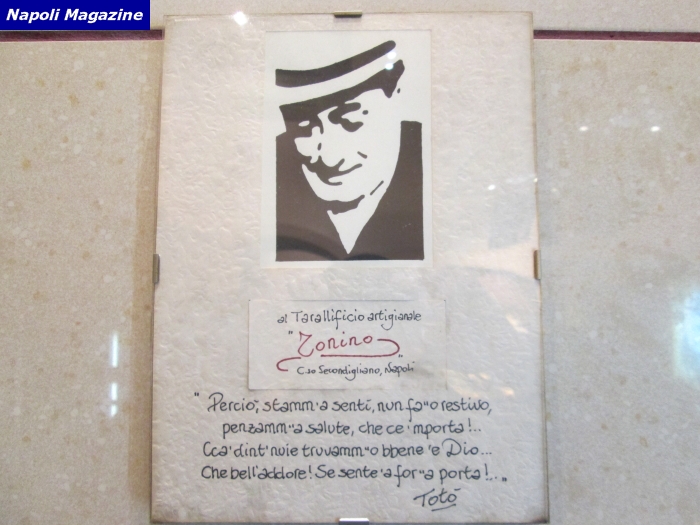 Napoli Magazine
al Tarallificio artigianale
"Tonino"
C.so Secondigliano, Napoli
" Perciò, stamm'a sentì, nun fa "o restivo,
penzamm "a salute, che ce 'mporta!..
Cca' dint' nuie truvamm "o bbene 'e Dio...
Che bell'addore! Se sente 'a for "a porta!..."
Totò